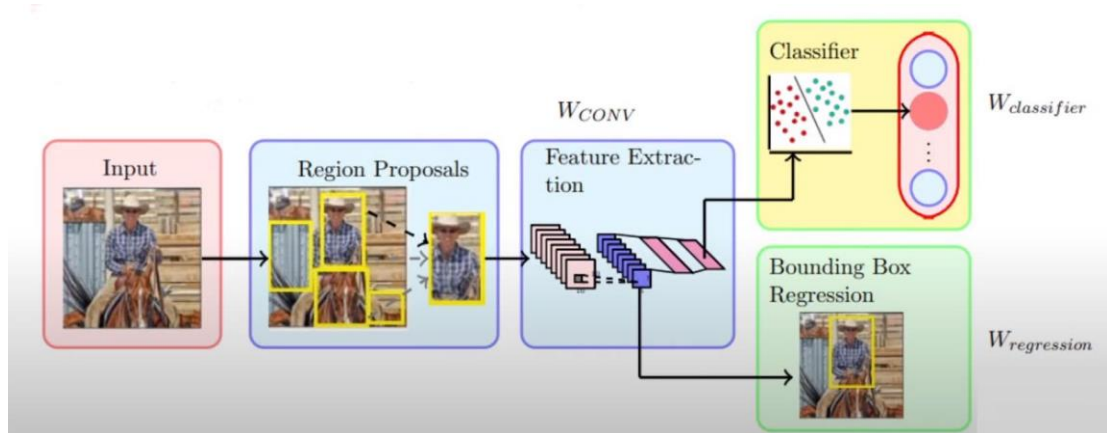 Input
Region Proposals
W_CONV
Feature Extrac-
tion
Classifier
W_classifier
Bounding Box
Regression
W_regression